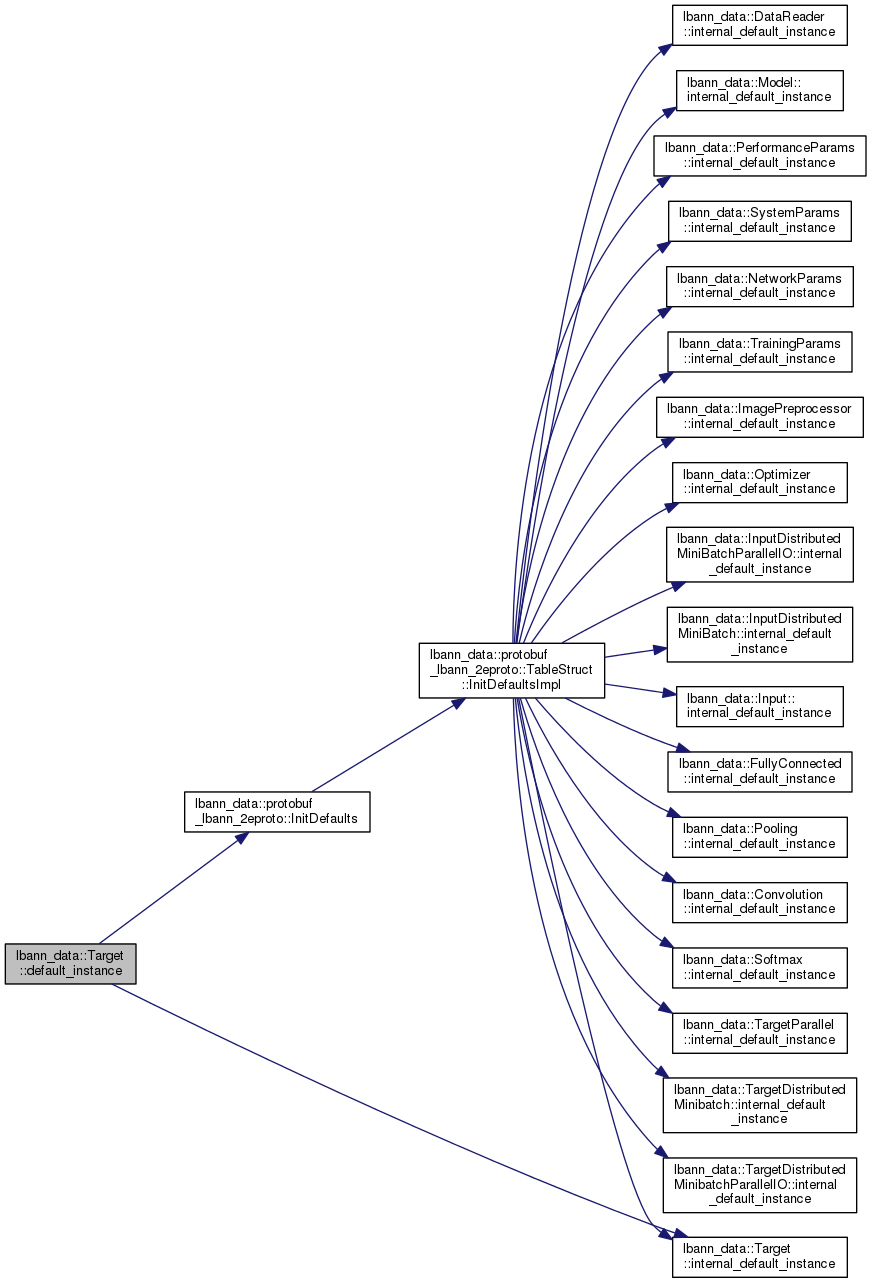 lbann_data::DataReader
::internal_default_instance
lbann_data::Model::
internal_default_instance
lbann_data::PerformanceParams
::internal_default_instance
lbann_data::SystemParams
::internal_default_instance
lbann_data::NetworkParams
::internal_default_instance
lbann_data::TrainingParams
::internal_default_instance
lbann_data::ImagePreprocessor
::internal_default_instance
lbann_data::Optimizer
::internal_default_instance
lbann_data::InputDistributed
MiniBatchParallelIO::internal
_default_instance
lbann_data::InputDistributed
MiniBatch::internal_default
_instance
lbann_data::protobuf
_lbann_2eproto::TableStruct
::InitDefaultsImpl
lbann_data::Input::
internal_default_instance
lbann_data::FullyConnected
::internal_default_instance
lbann_data::protobuf
_lbann_2eproto::InitDefaults
lbann_data::Pooling
::internal_default_instance
lbann_data::Convolution
::internal_default_instance
lbann_data::Target
::default_instance
lbann_data::Softmax
::internal_default_instance
lbann_data::TargetParallel
::internal_default_instance
lbann_data::TargetDistributed
Minibatch::internal_default
_instance
lbann_data::TargetDistributed
MinibatchParallelIO::internal
_default_instance
lbann_data::Target
::internal_default_instance